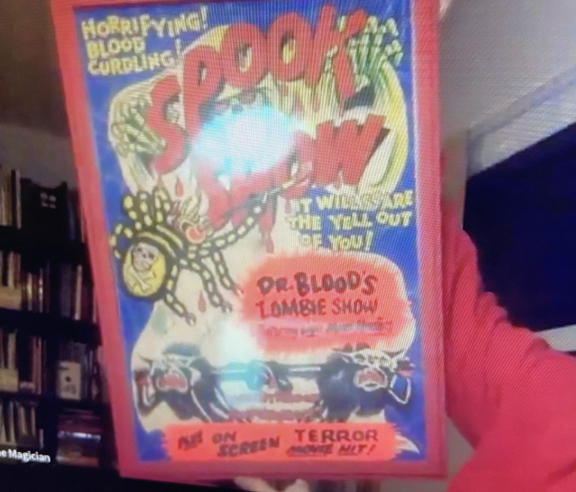 HORRIFYING!
BLOOD
CURDLING!
SPOOK
SHOW
IT WILL SCARE
THE YELL OUT
OF YOU!
DR. BLOOD'S
ZOMBIE SHOW
PLUS ON
SCREEN TERROR
MOVIE HIT!
e Magician